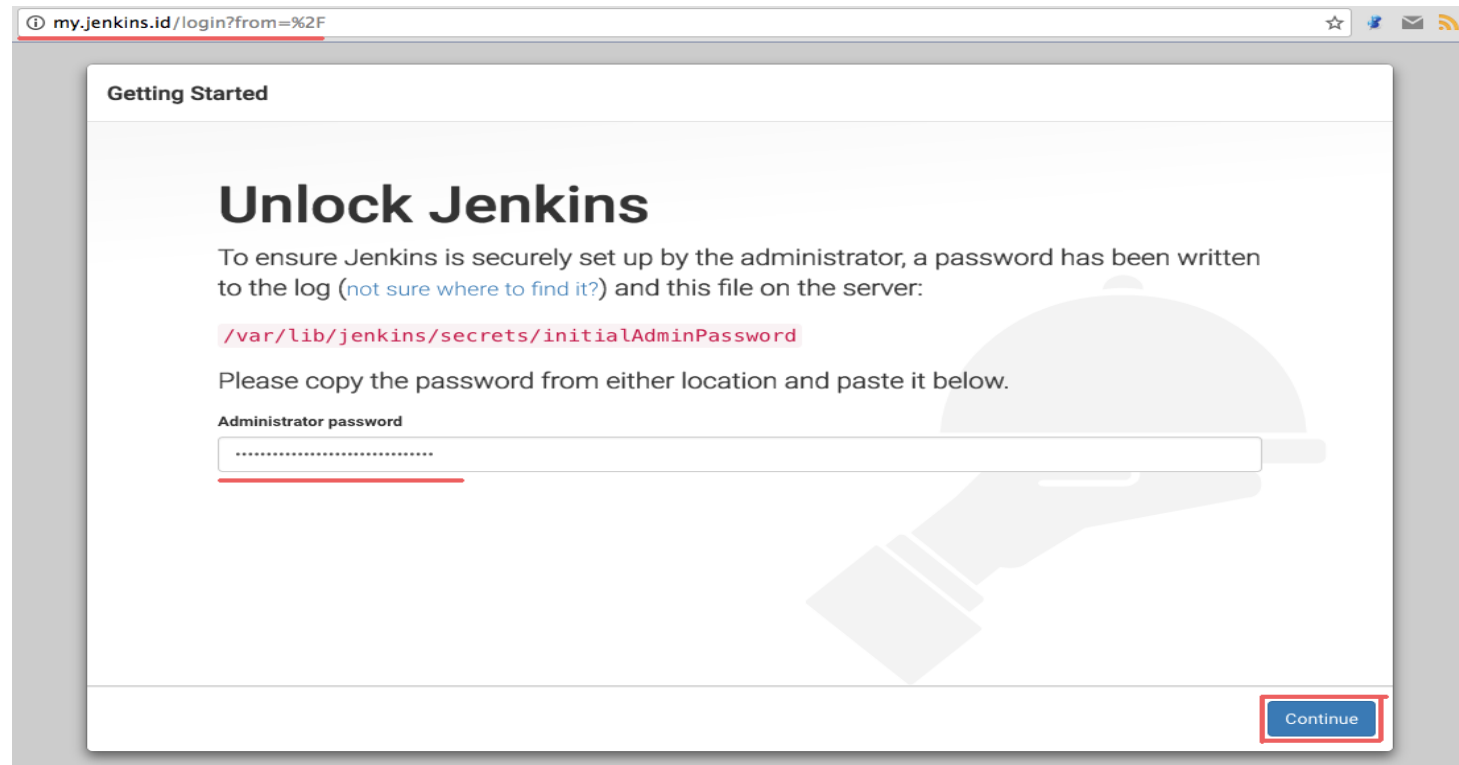 my.jenkins.id/login?from=%2F
Getting Started
Unlock Jenkins
To ensure Jenkins is securely set up by the administrator, a password has been written
to the log (not sure where to find it?) and this file on the server:
/var/lib/jenkins/secrets/initialAdminPassword
Please copy the password from either location and paste it below.
Administrator password
••••••••••••••••••••••••••••••••
Continue